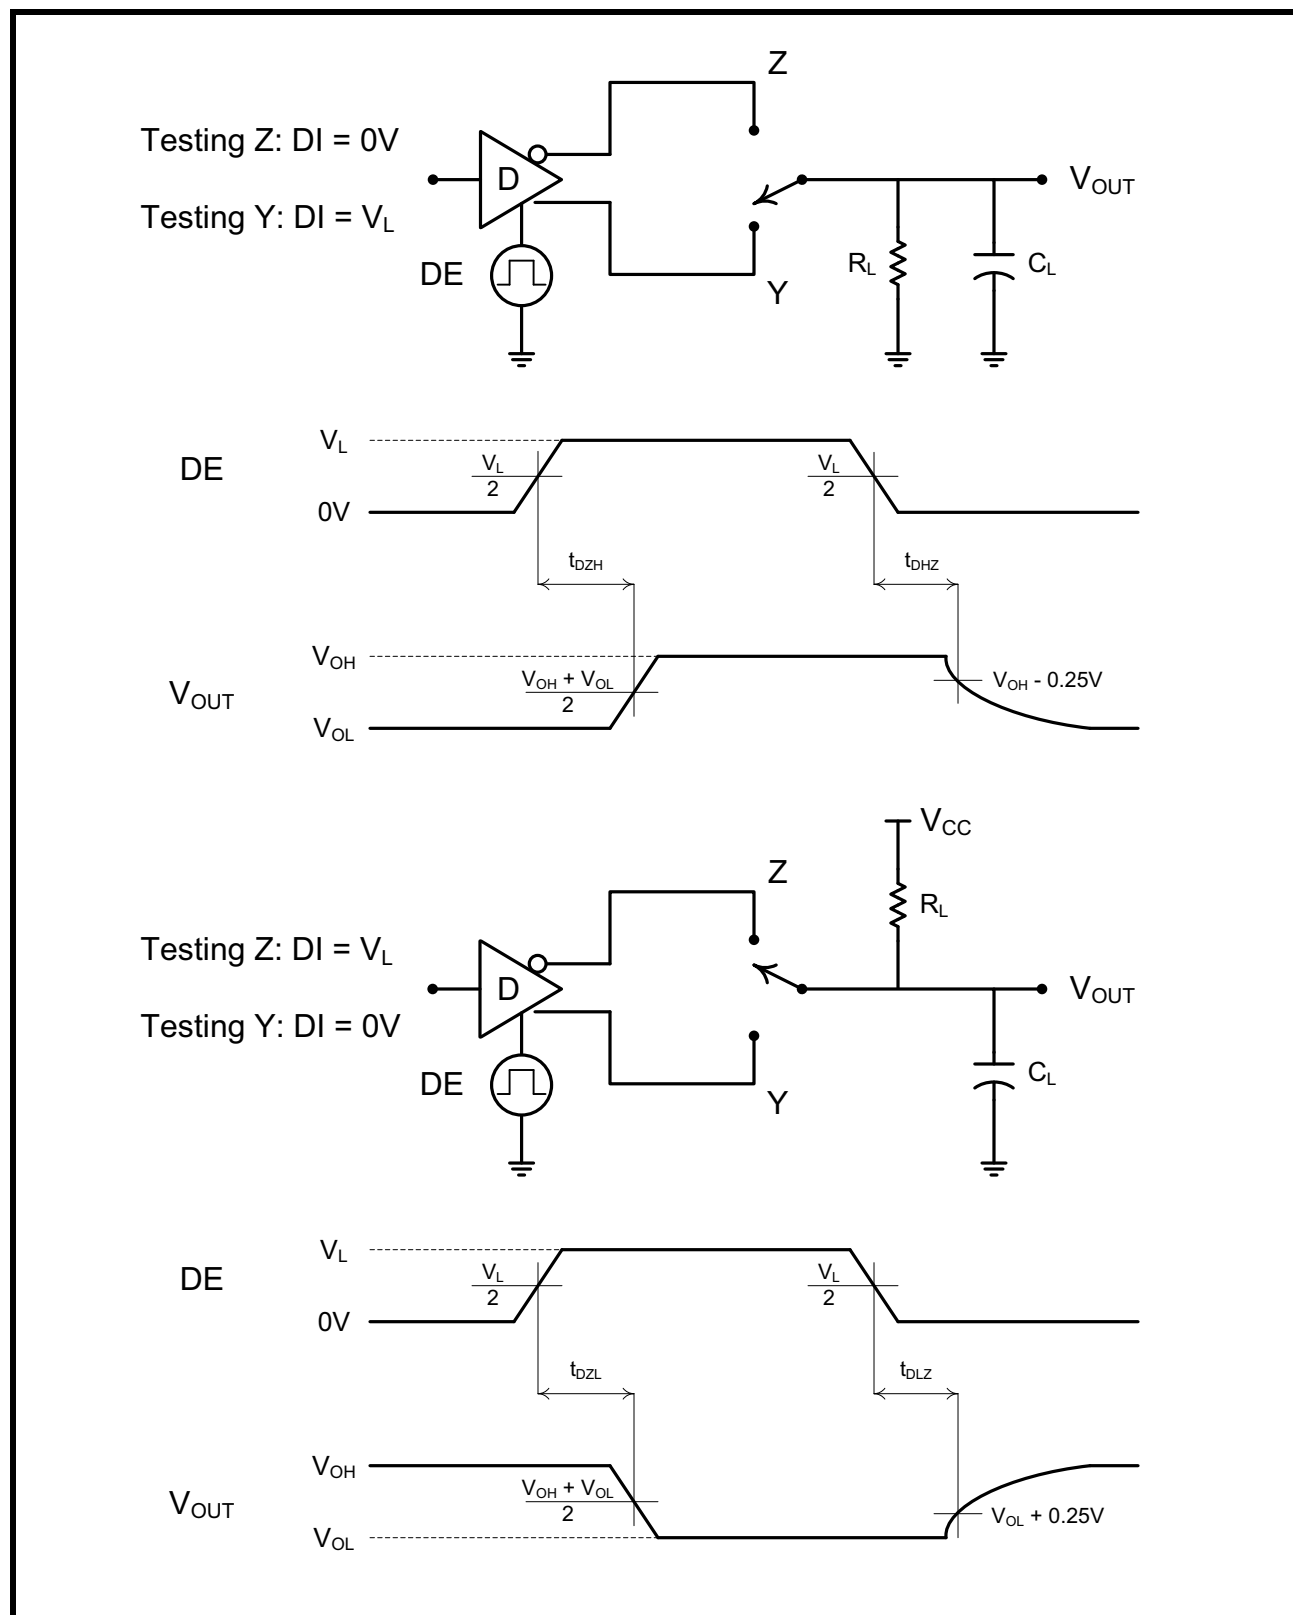 Z
Testing Z: DI = 0V
D
V_OUT
Testing Y: DI = V_L
DE
R_L
C_L
Y
V_L
DE
V_L
2
V_L
2
0V
t_DZH
t_DHZ
V_OH
V_OH + V_OL
2
V_OH - 0.25V
V_OUT
V_OL
V_CC
Z
R_L
Testing Z: DI = V_L
D
V_OUT
Testing Y: DI = 0V
DE
C_L
Y
V_L
DE
V_L
2
V_L
2
0V
t_DZL
t_DLZ
V_OH
V_OH + V_OL
2
V_OUT
V_OL + 0.25V
V_OL